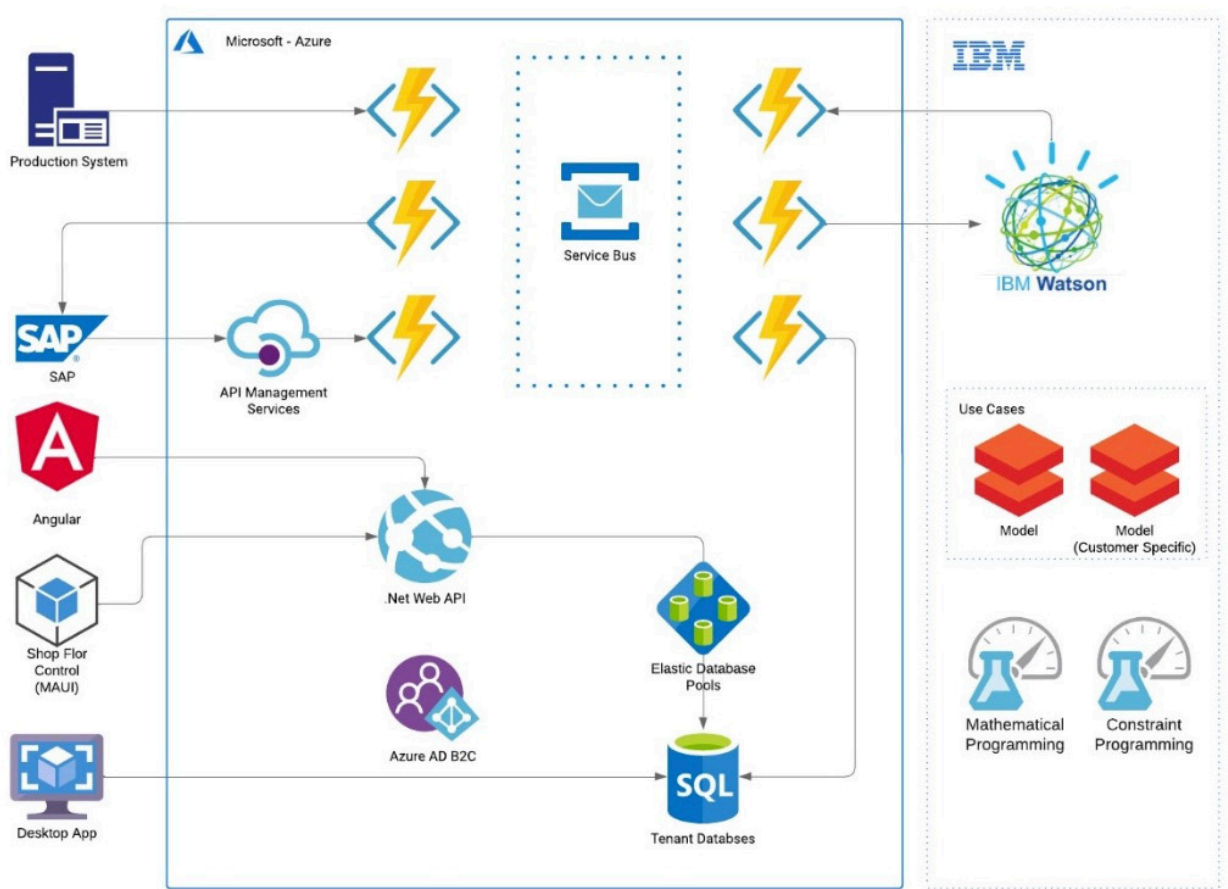 Microsoft - Azure
IBM
Production System
Service Bus
IBM Watson
SAP
®
SAP
API Management
Services
Use Cases
A
Angular
Model
Model
(Customer Specific)
.Net Web API
Shop Flor
Control
(MAUI)
Elastic Database
Pools
Mathematical
Programming
Constraint
Programming
Azure AD B2C
SQL
Desktop App
Tenant Databses